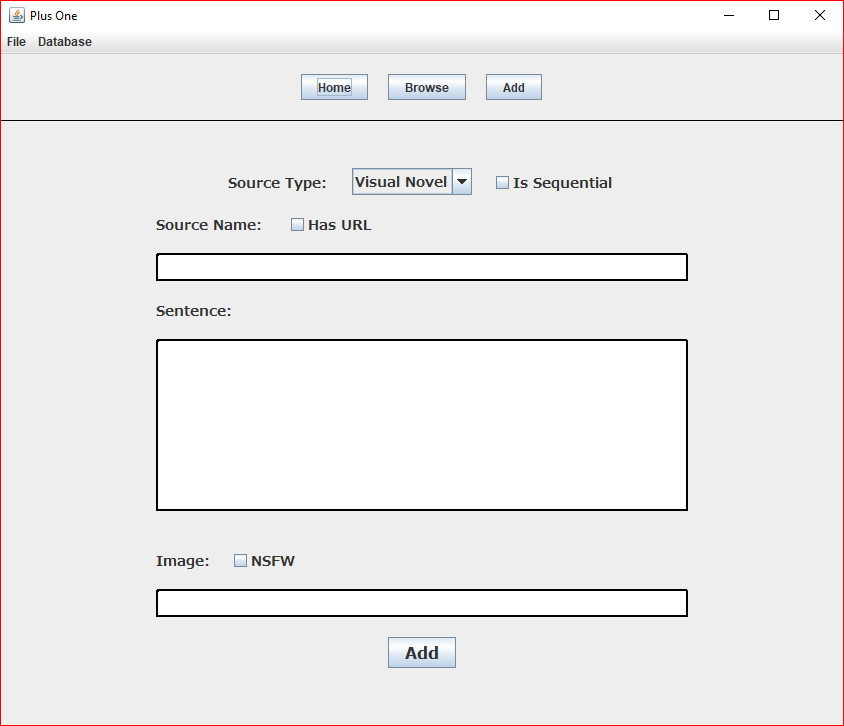 Plus One
File Database
Home Browse Add
Source Type: Visual Novel Is Sequential
Source Name: Has URL
Sentence:
Image: NSFW
Add